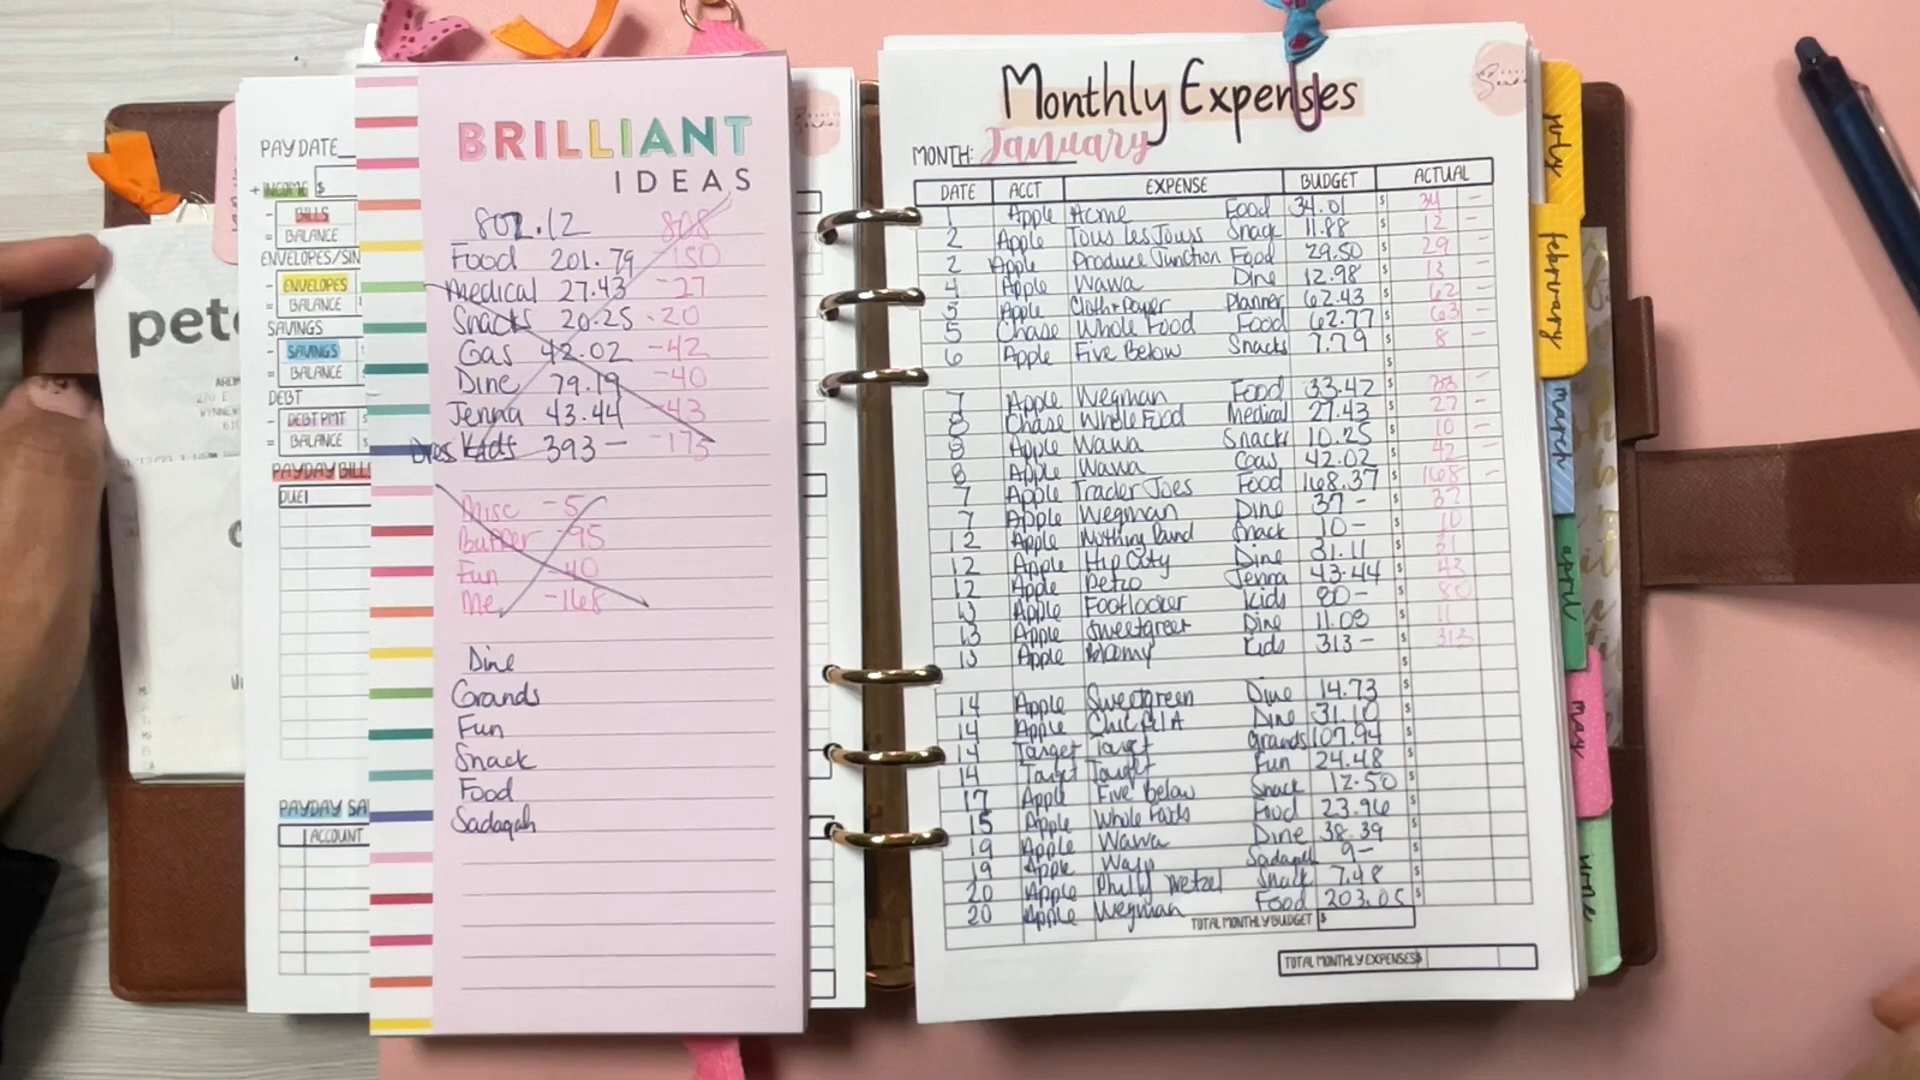 PAY DATE
+ INCOME $
- BILLS
= BALANCE
ENVELOPES/SIN
- ENVELOPES
= BALANCE
SAVINGS
- SAVINGS
= BALANCE
DEBT
- DEBT PMT $
= BALANCE $
PAYDAY BILLS
DUE
PAYDAY SA
ACCOUNT
pet
BRILLIANT
IDEAS
802.12 808
Food 201.79 150
Medical 27.43 -27
Snacks 20.25 -20
Gas 42.02 -42
Dine 79.19 -40
Jenna 43.44 -43
Kids 393 — -175
Misc -5
Buffer -95
Fun -40
Me -168
Dine
Grands
Fun
Snack
Food
Sadaqah
Monthly Expenses
MONTH: January
DATE ACCT EXPENSE BUDGET ACTUAL
1 Apple Acme Food 34.01 $ 34 -
2 Apple Tous les Jours Snack 11.88 $ 12 -
2 Apple Produce Junction Food 29.50 $ 29 -
4 Apple Wawa Dine 12.98 $ 13 -
5 Apple Cloth + Paper Planner 62.43 $ 62 -
5 Chase Whole Food Food 62.77 $ 63 -
6 Apple Five Below Snacks 7.79 $ 8 -
$
7 Apple Wegman Food 33.42 $ 33 -
8 Chase Whole Food Medical 27.43 $ 27 -
8 Apple Wawa Snacks 10.25 $ 10 -
8 Apple Wawa Gas 42.02 $ 42 -
7 Apple Trader Joes Food 168.37 $ 168 -
7 Apple Wegman Dine 37 - $ 37
12 Apple Nothing Bund Snack 10 - $ 10
12 Apple Hip City Dine 31.11 $ 31
12 Apple Petco Jenna 43.44 $ 43
13 Apple Footlocker Kids 80 - $ 80
13 Apple Sweetgreen Dine 11.08 $ 11
13 Apple Kids 313 - $ 313
$
14 Apple Sweetgreen Dine 14.73 $
14 Apple Chic fil A Dine 31.10 $
14 Target Target Grands 107.94 $
14 Target Target Fun 24.48 $
17 Apple Five Below Snack 12.50 $
15 Apple Whole Foods Food 23.96 $
19 Apple Wawa Dine 38.39 $
19 Apple Sadaqah 9 - $
20 Apple Philly Pretzel Snack 7.48 $
20 Apple Wegman Food 203.05 $
TOTAL MONTHLY BUDGET $
TOTAL MONTHLY EXPENSES $
february
march
april
may
june